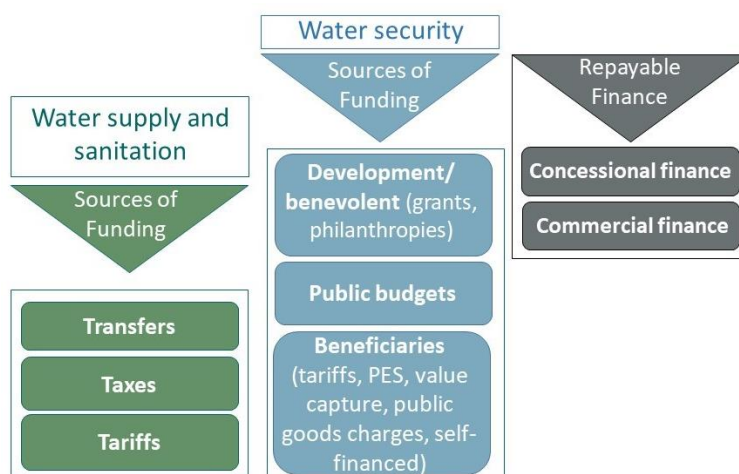 Water supply and
sanitation
Sources of
Funding
Transfers
Taxes
Tariffs
Water security
Sources of
Funding
Development/
benevolent (grants,
philanthropies)
Public budgets
Beneficiaries
(tariffs, PES, value
capture, public
goods charges, self-
financed)
Repayable
Finance
Concessional finance
Commercial finance